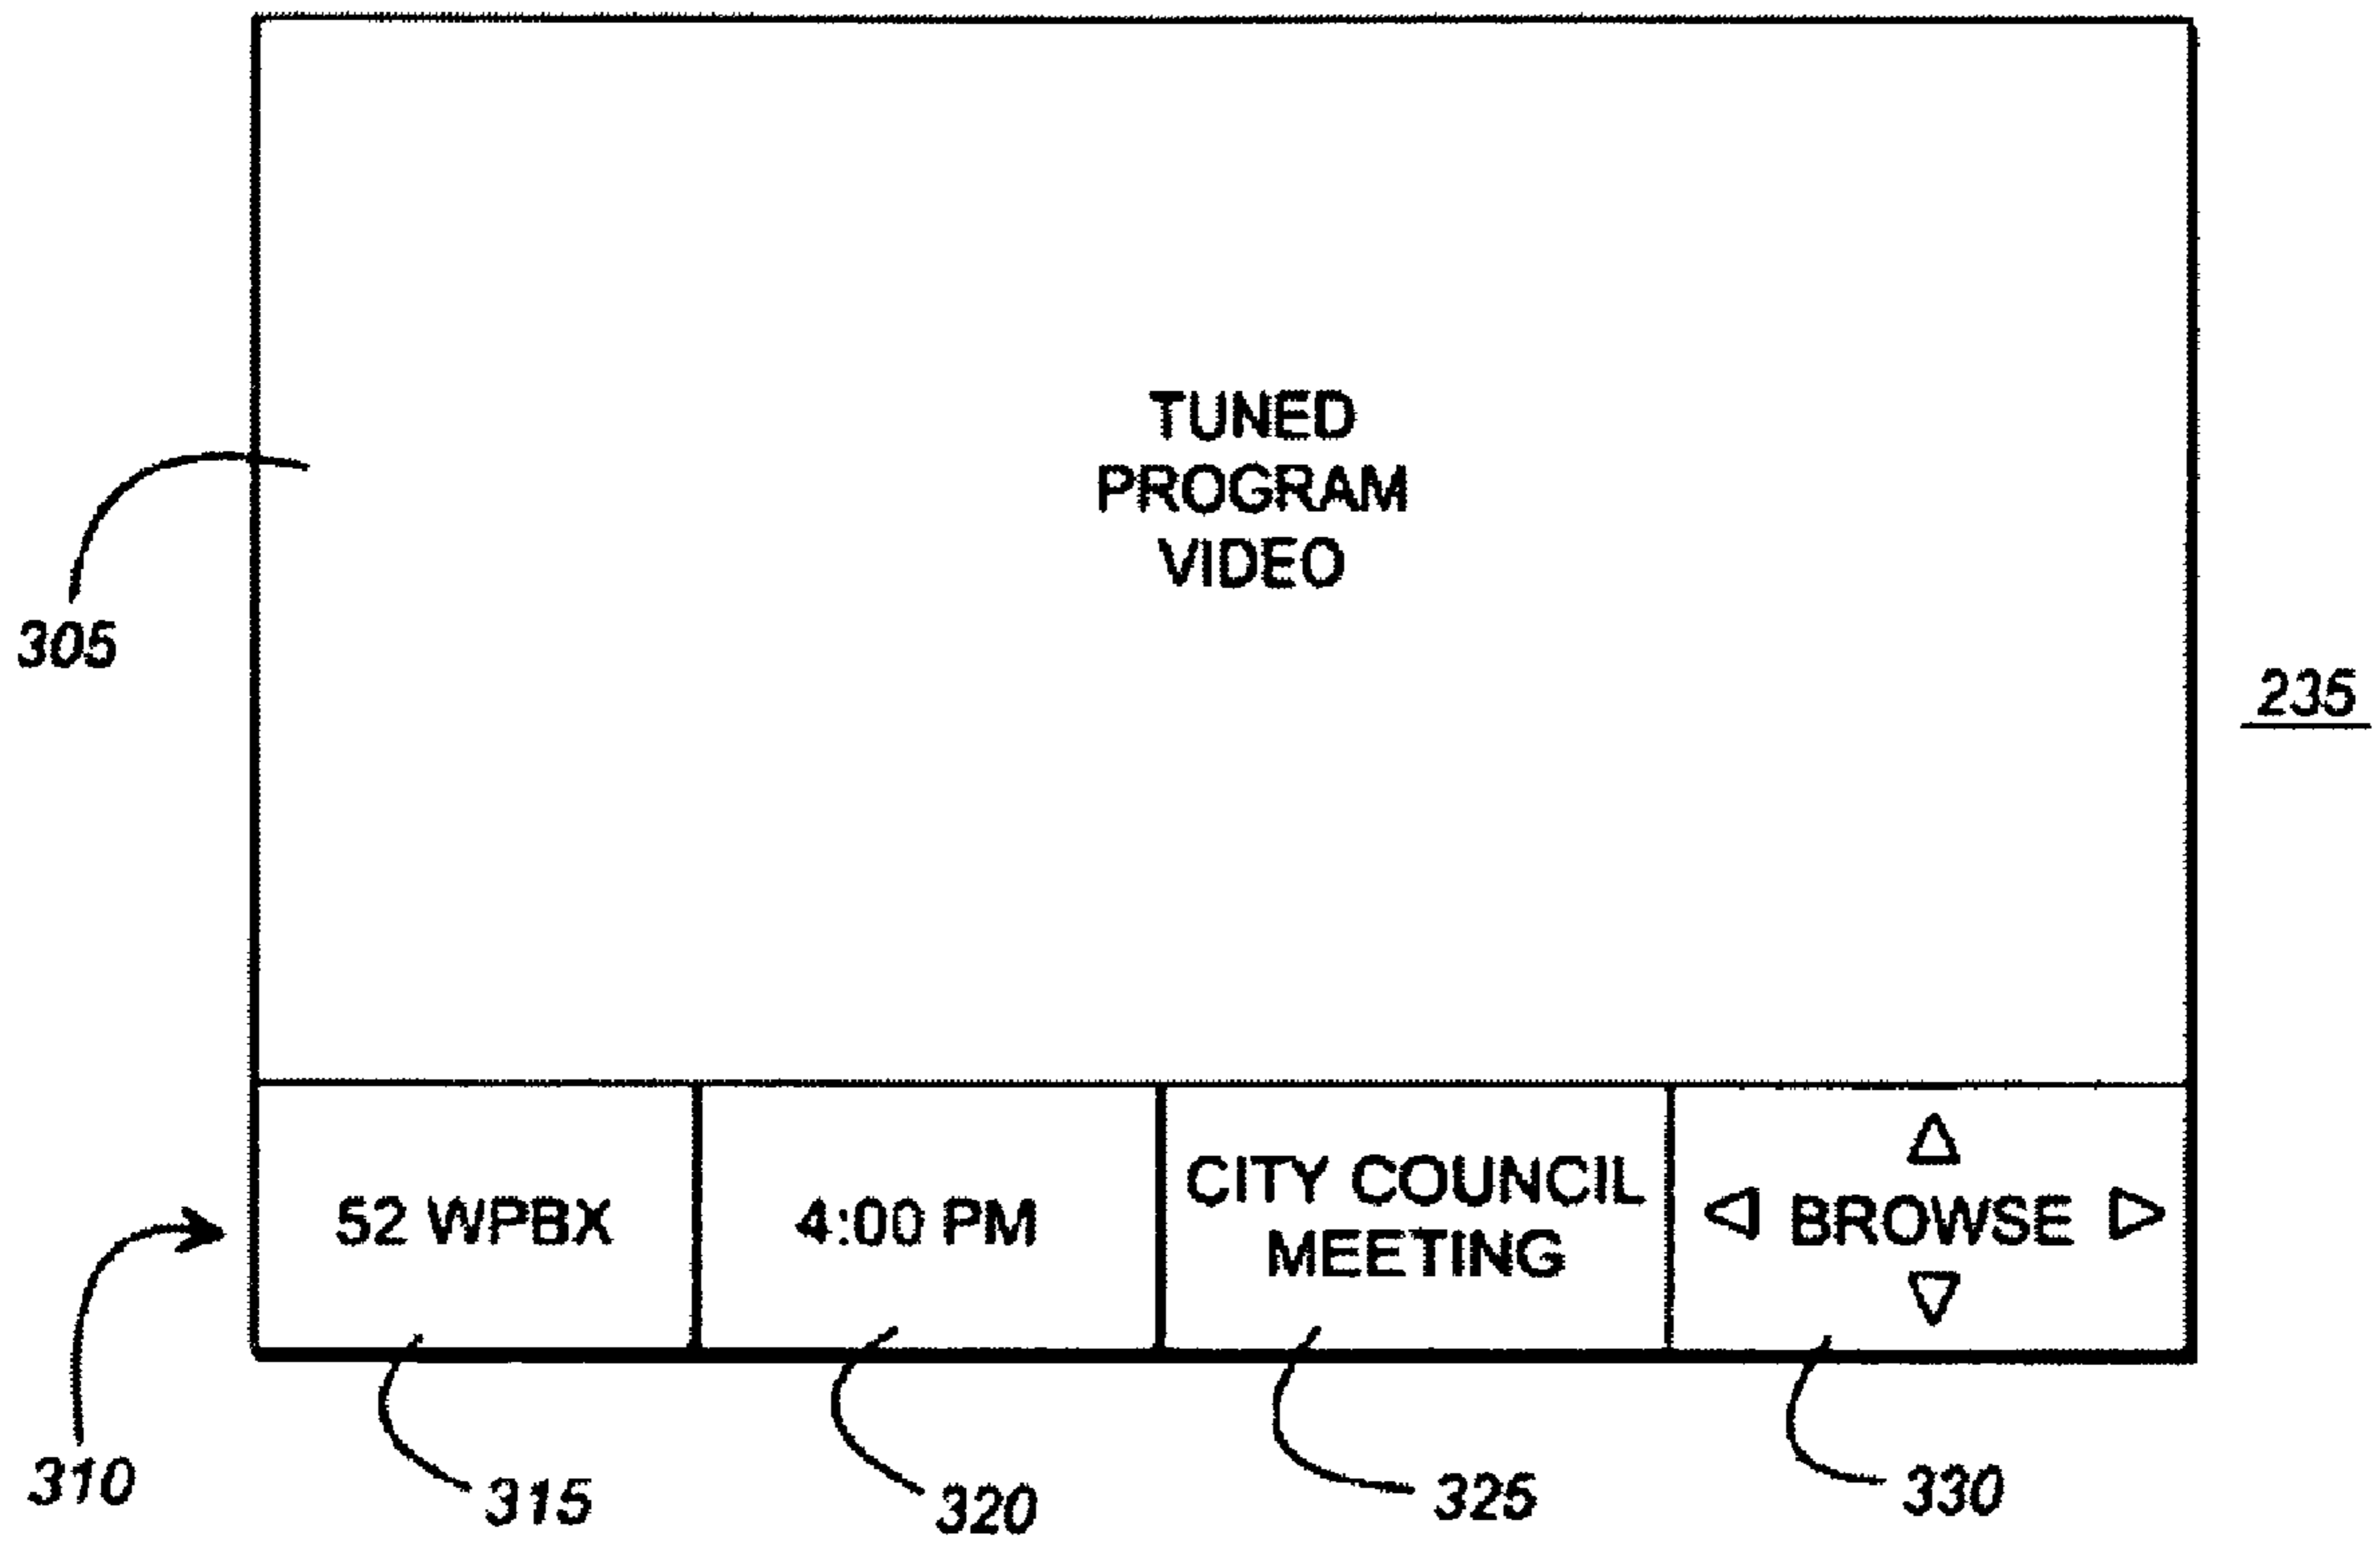 TUNED
PROGRAM
VIDEO
305
235
52 WPBX
4:00 PM
CITY COUNCIL
MEETING
BROWSE
310
315
320
325
330